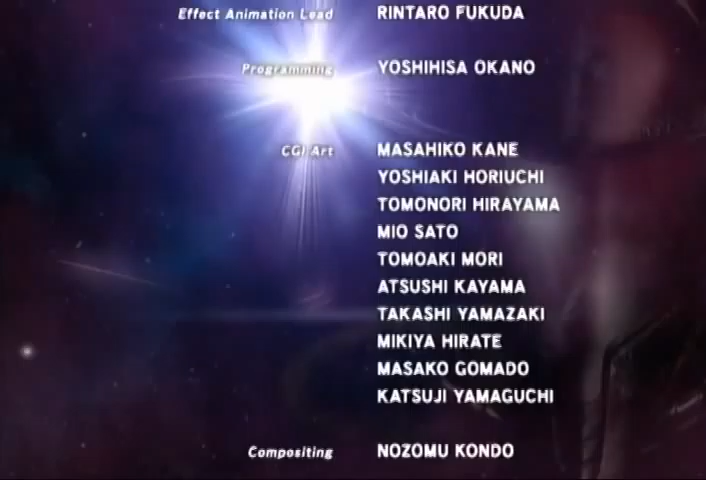 Effect Animation Lead RINTARO FUKUDA
Programming YOSHIHISA OKANO
CGI Art MASAHIKO KANE
YOSHIAKI HORIUCHI
TOMONORI HIRAYAMA
MIO SATO
TOMOAKI MORI
ATSUSHI KAYAMA
TAKASHI YAMAZAKI
MIKIYA HIRATE
MASAKO GOMADO
KATSUJI YAMAGUCHI
Compositing NOZOMU KONDO